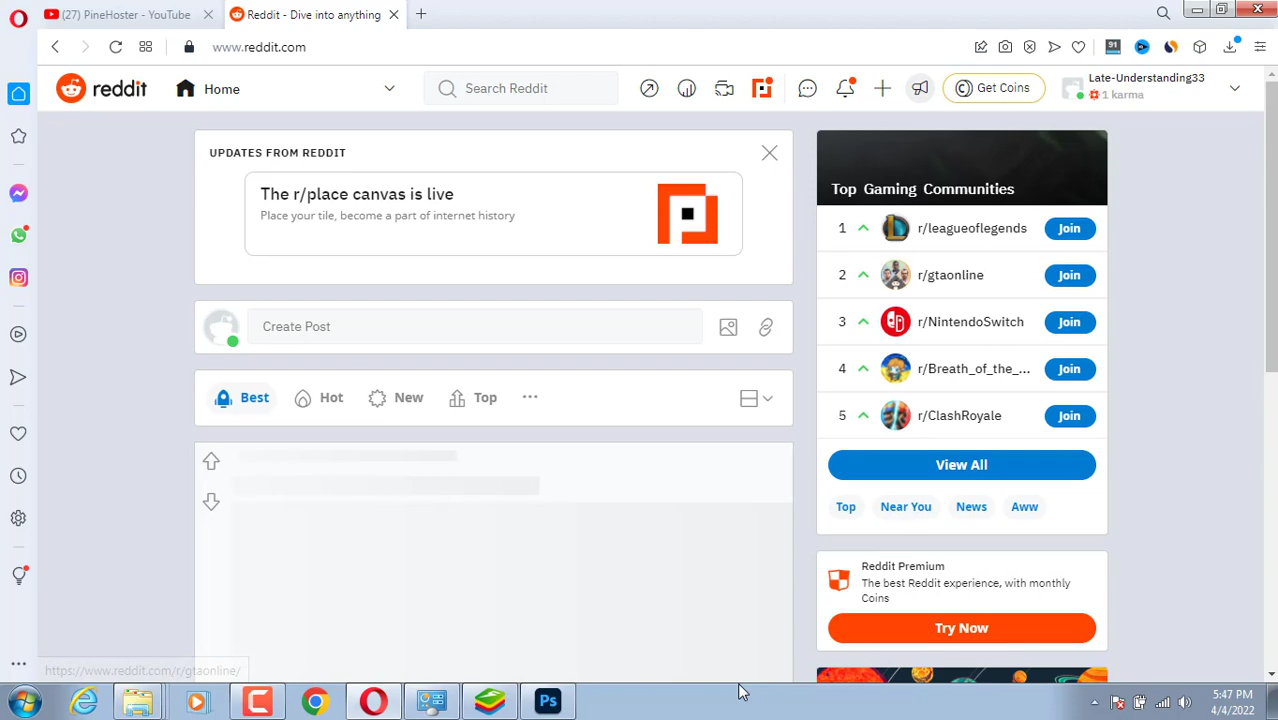 (27) PineHoster - YouTube
Reddit - Dive into anything
www.reddit.com
91
reddit
Home
Search Reddit
Get Coins
Late-Understanding33
1 karma
UPDATES FROM REDDIT
The r/place canvas is live
Place your tile, become a part of internet history
Create Post
Best
Hot
New
Top
Top Gaming Communities
1 r/leagueoflegends Join
2 r/gtaonline Join
3 r/NintendoSwitch Join
4 r/Breath_of_the_... Join
5 r/ClashRoyale Join
View All
Top Near You News Aww
Reddit Premium
The best Reddit experience, with monthly
Coins
Try Now
https://www.reddit.com/r/gtaonline/
Ps
5:47 PM
4/4/2022